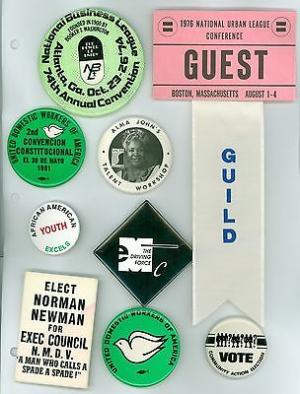 National Business League
FOUNDED IN 1900 BY
BOOKER T. WASHINGTON
NBL
Atlanta, Ga. Oct. 23-25
74th Annual Convention
1976 NATIONAL URBAN LEAGUE
CONFERENCE
GUEST
BOSTON, MASSACHUSETTS AUGUST 1-4
GUILD
UNITED DOMESTIC WORKERS OF AMERICA
2nd
CONVENCION
CONSTITUCIONAL
EL 30 DE MAYO
1981
ALMA JOHN'S
TALENT WORKSHOP
AFRICAN AMERICAN
YOUTH
EXCELS
THE
DRIVING
FORCE
ELECT
NORMAN
NEWMAN
FOR
EXEC COUNCIL
N.M.D.V.
"A MAN WHO CALLS A
SPADE A SPADE!"
UNITED DOMESTIC WORKERS OF AMERICA
VOTE
COMMUNITY ACTION ELECTION